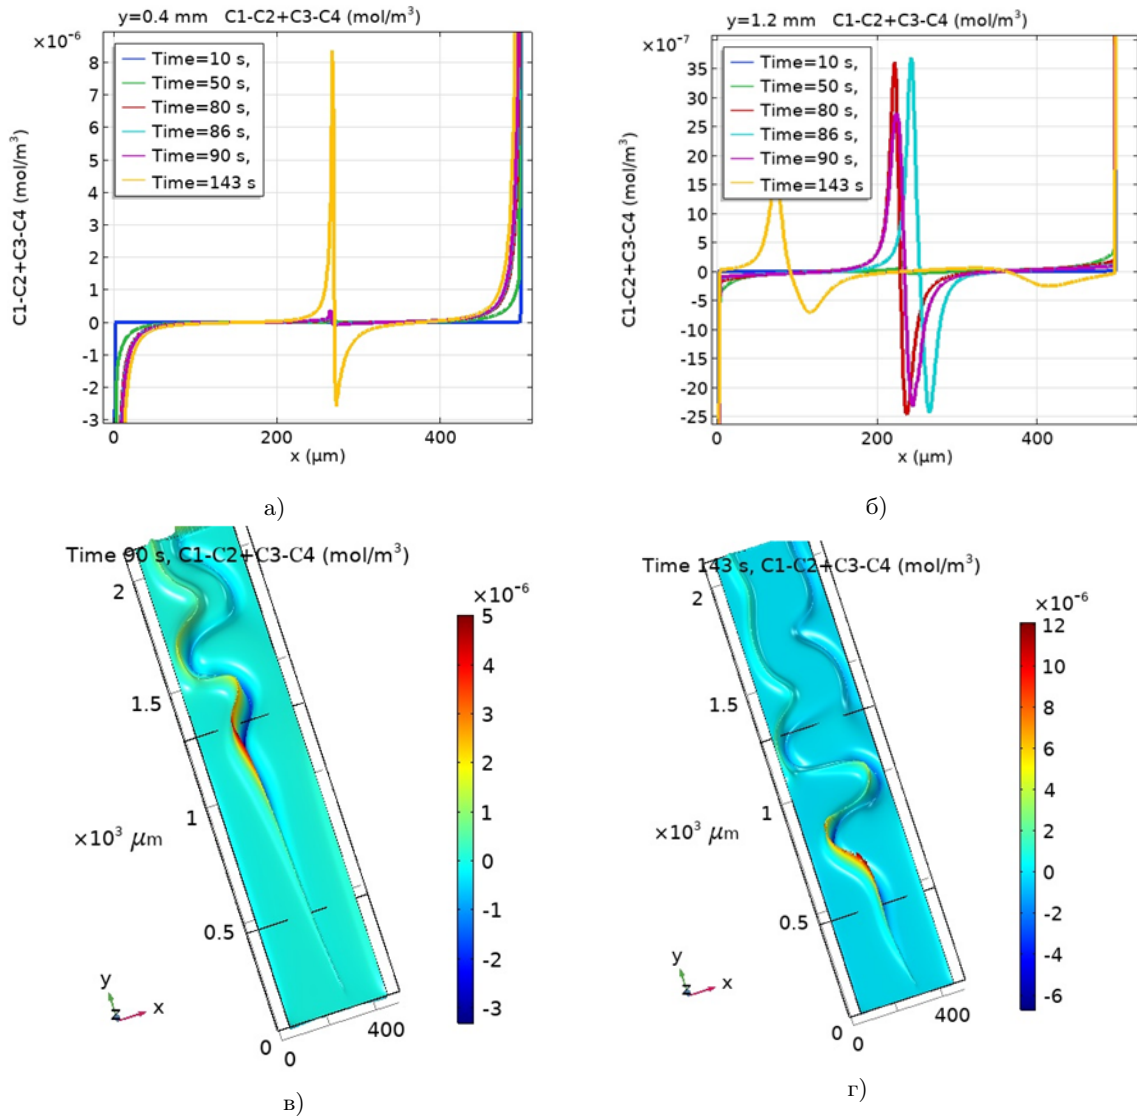 y=0.4 mm C1-C2+C3-C4 (mol/m³)
×10⁻⁶
8
7
6
5
4
3
2
1
0
-1
-2
-3
C1-C2+C3-C4 (mol/m³)
Time=10 s,
Time=50 s,
Time=80 s,
Time=86 s,
Time=90 s,
Time=143 s
0 200 400
x (μm)
а)
y=1.2 mm C1-C2+C3-C4 (mol/m³)
×10⁻⁷
35
30
25
20
15
10
5
0
-5
-10
-15
-20
-25
C1-C2+C3-C4 (mol/m³)
Time=10 s,
Time=50 s,
Time=80 s,
Time=86 s,
Time=90 s,
Time=143 s
0 200 400
x (μm)
б)
Time 90 s, C1-C2+C3-C4 (mol/m³)
2
1.5
1
×10³ μm
0.5
0
0
400
y
z
x
×10⁻⁶
5
4
3
2
1
0
-1
-2
-3
в)
Time 143 s, C1-C2+C3-C4 (mol/m³)
2
1.5
1
×10³ μm
0.5
0
0
400
y
z
x
×10⁻⁶
12
10
8
6
4
2
0
-2
-4
-6
г)